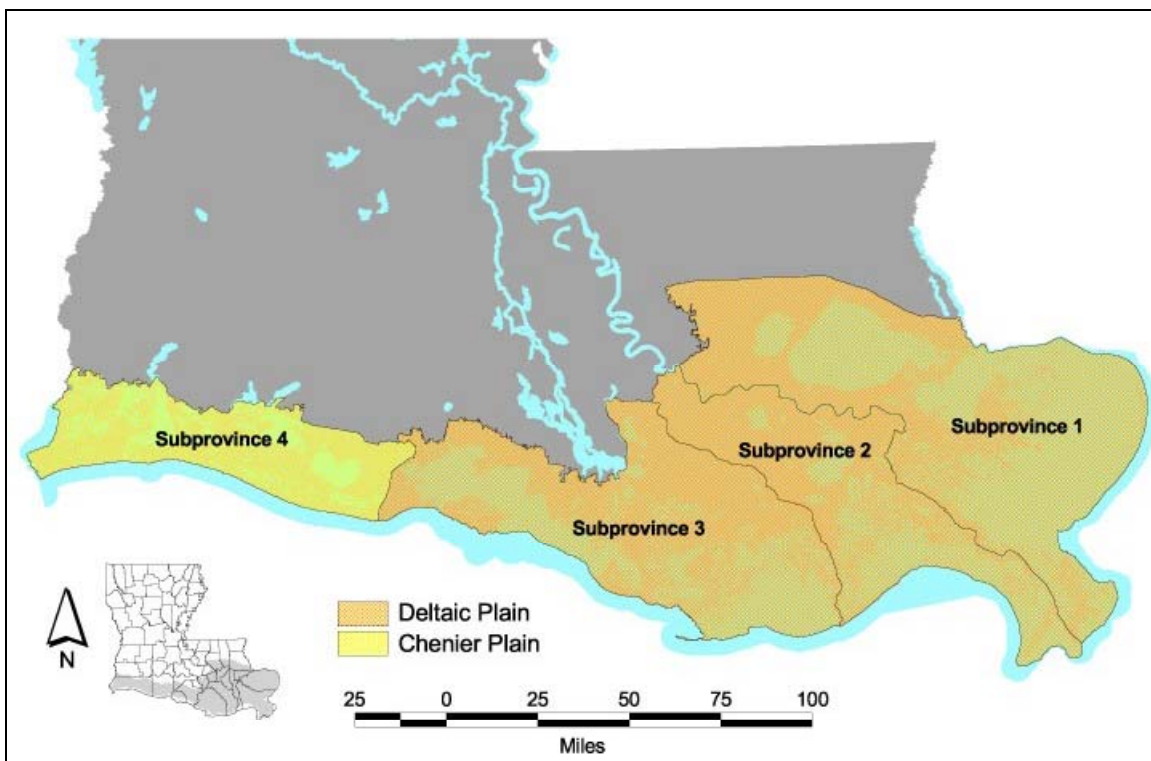 Subprovince 1
Subprovince 4
Subprovince 2
Subprovince 3
N
Deltaic Plain
Chenier Plain
25 0 25 50 75 100
Miles